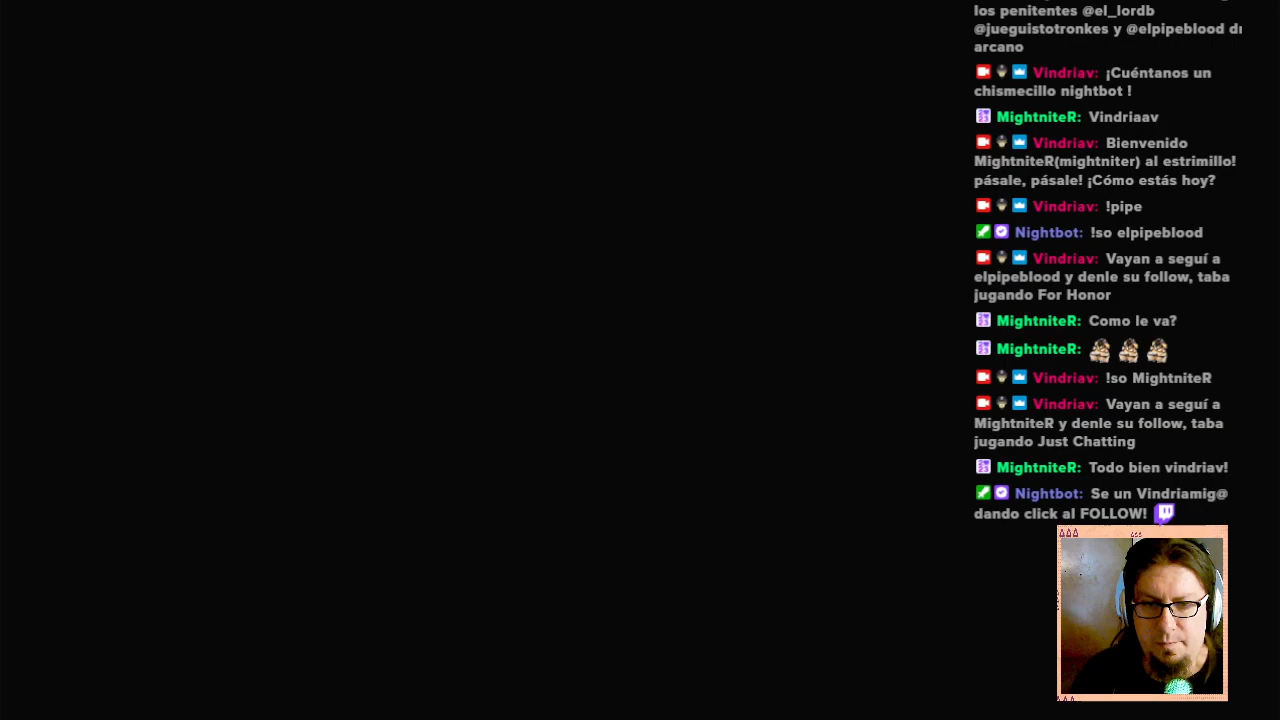 los penitentes @el_lordb
@jueguistotronkes y @elpipeblood dr
arcano
Vindriav: ¡Cuéntanos un
chismecillo nightbot !
MightniteR: Vindriaav
Vindriav: Bienvenido
MightniteR(mightniter) al estrimillo!
pásale, pásale! ¡Cómo estás hoy?
Vindriav: !pipe
Nightbot: !so elpipeblood
Vindriav: Vayan a seguí a
elpipeblood y denle su follow, taba
jugando For Honor
MightniteR: Como le va?
MightniteR:
Vindriav: !so MightniteR
Vindriav: Vayan a seguí a
MightniteR y denle su follow, taba
jugando Just Chatting
MightniteR: Todo bien vindriav!
Nightbot: Se un Vindriamig@
dando click al FOLLOW!